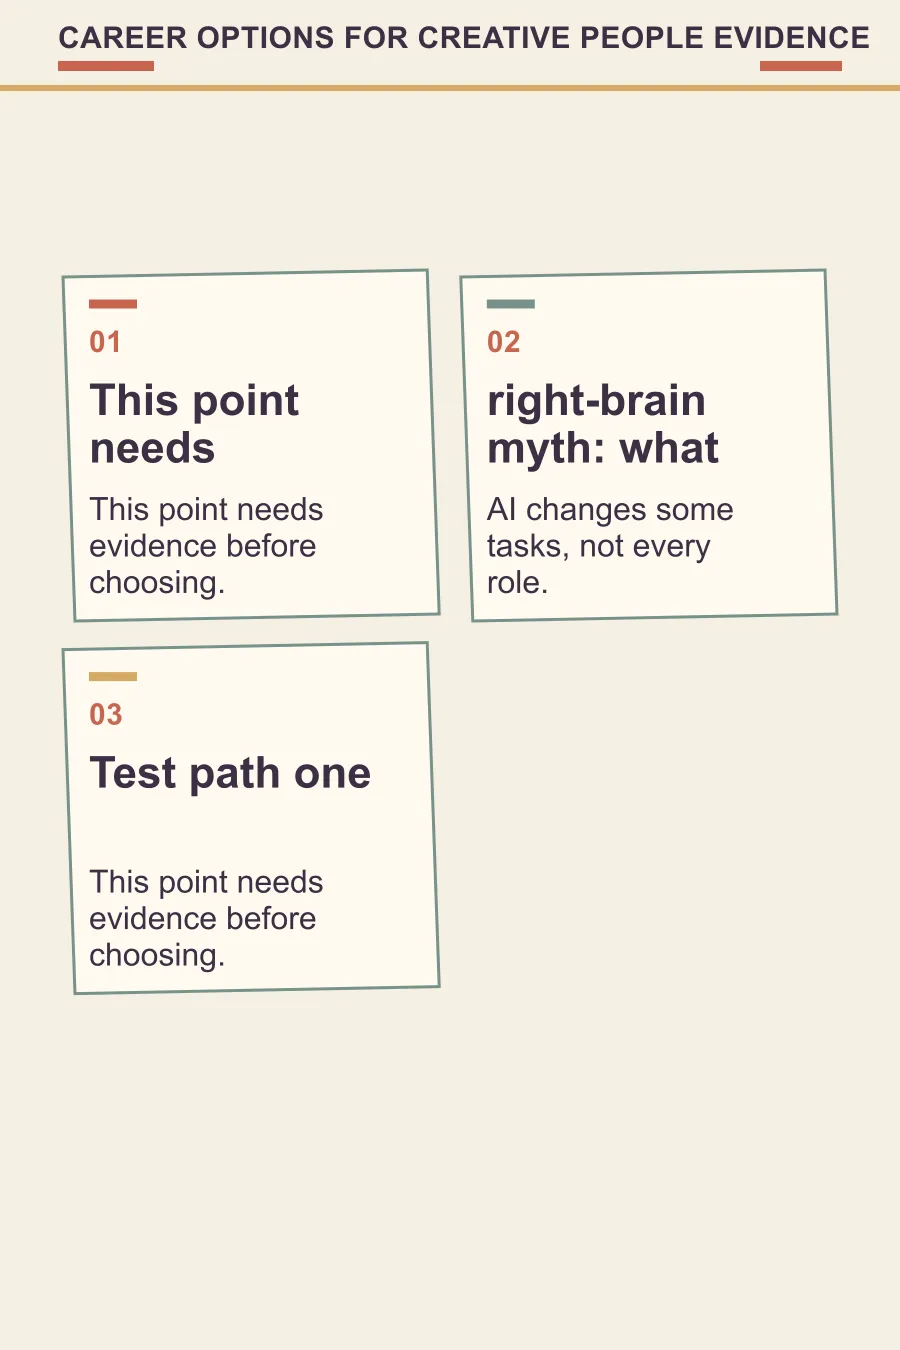 CAREER OPTIONS FOR CREATIVE PEOPLE EVIDENCE
01
This point
needs
This point needs
evidence before
choosing.
02
right-brain
myth: what
AI changes some
tasks, not every
role.
03
Test path one
This point needs
evidence before
choosing.